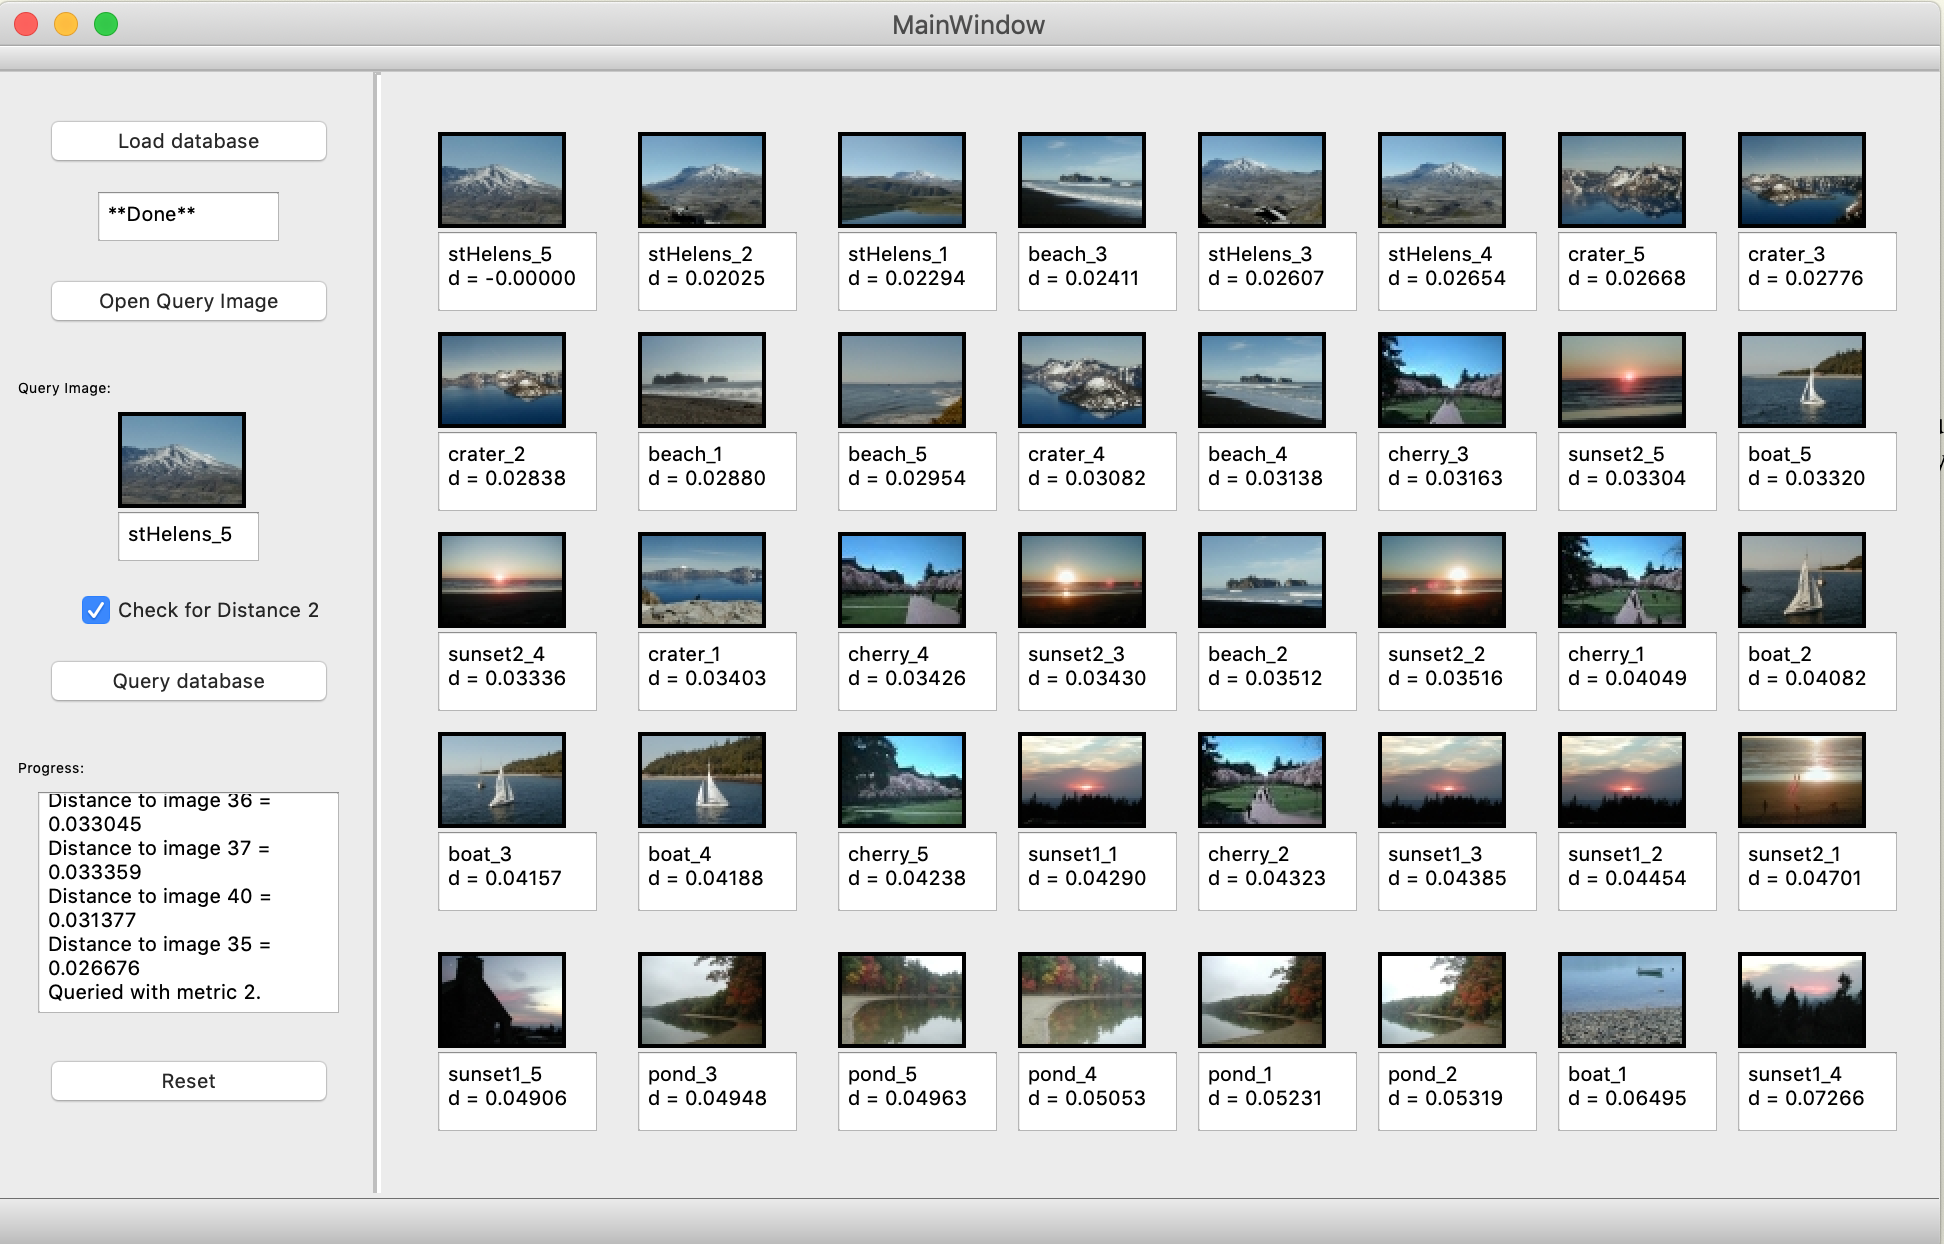 MainWindow
Load database
**Done**
Open Query Image
Query Image:
stHelens_5
Check for Distance 2
Query database
Progress:
Distance to image 36 =
0.033045
Distance to image 37 =
0.033359
Distance to image 40 =
0.031377
Distance to image 35 =
0.026676
Queried with metric 2.
Reset
stHelens_5
d = -0.00000
stHelens_2
d = 0.02025
stHelens_1
d = 0.02294
beach_3
d = 0.02411
stHelens_3
d = 0.02607
stHelens_4
d = 0.02654
crater_5
d = 0.02668
crater_3
d = 0.02776
crater_2
d = 0.02838
beach_1
d = 0.02880
beach_5
d = 0.02954
crater_4
d = 0.03082
beach_4
d = 0.03138
cherry_3
d = 0.03163
sunset2_5
d = 0.03304
boat_5
d = 0.03320
sunset2_4
d = 0.03336
crater_1
d = 0.03403
cherry_4
d = 0.03426
sunset2_3
d = 0.03430
beach_2
d = 0.03512
sunset2_2
d = 0.03516
cherry_1
d = 0.04049
boat_2
d = 0.04082
boat_3
d = 0.04157
boat_4
d = 0.04188
cherry_5
d = 0.04238
sunset1_1
d = 0.04290
cherry_2
d = 0.04323
sunset1_3
d = 0.04385
sunset1_2
d = 0.04454
sunset2_1
d = 0.04701
sunset1_5
d = 0.04906
pond_3
d = 0.04948
pond_5
d = 0.04963
pond_4
d = 0.05053
pond_1
d = 0.05231
pond_2
d = 0.05319
boat_1
d = 0.06495
sunset1_4
d = 0.07266